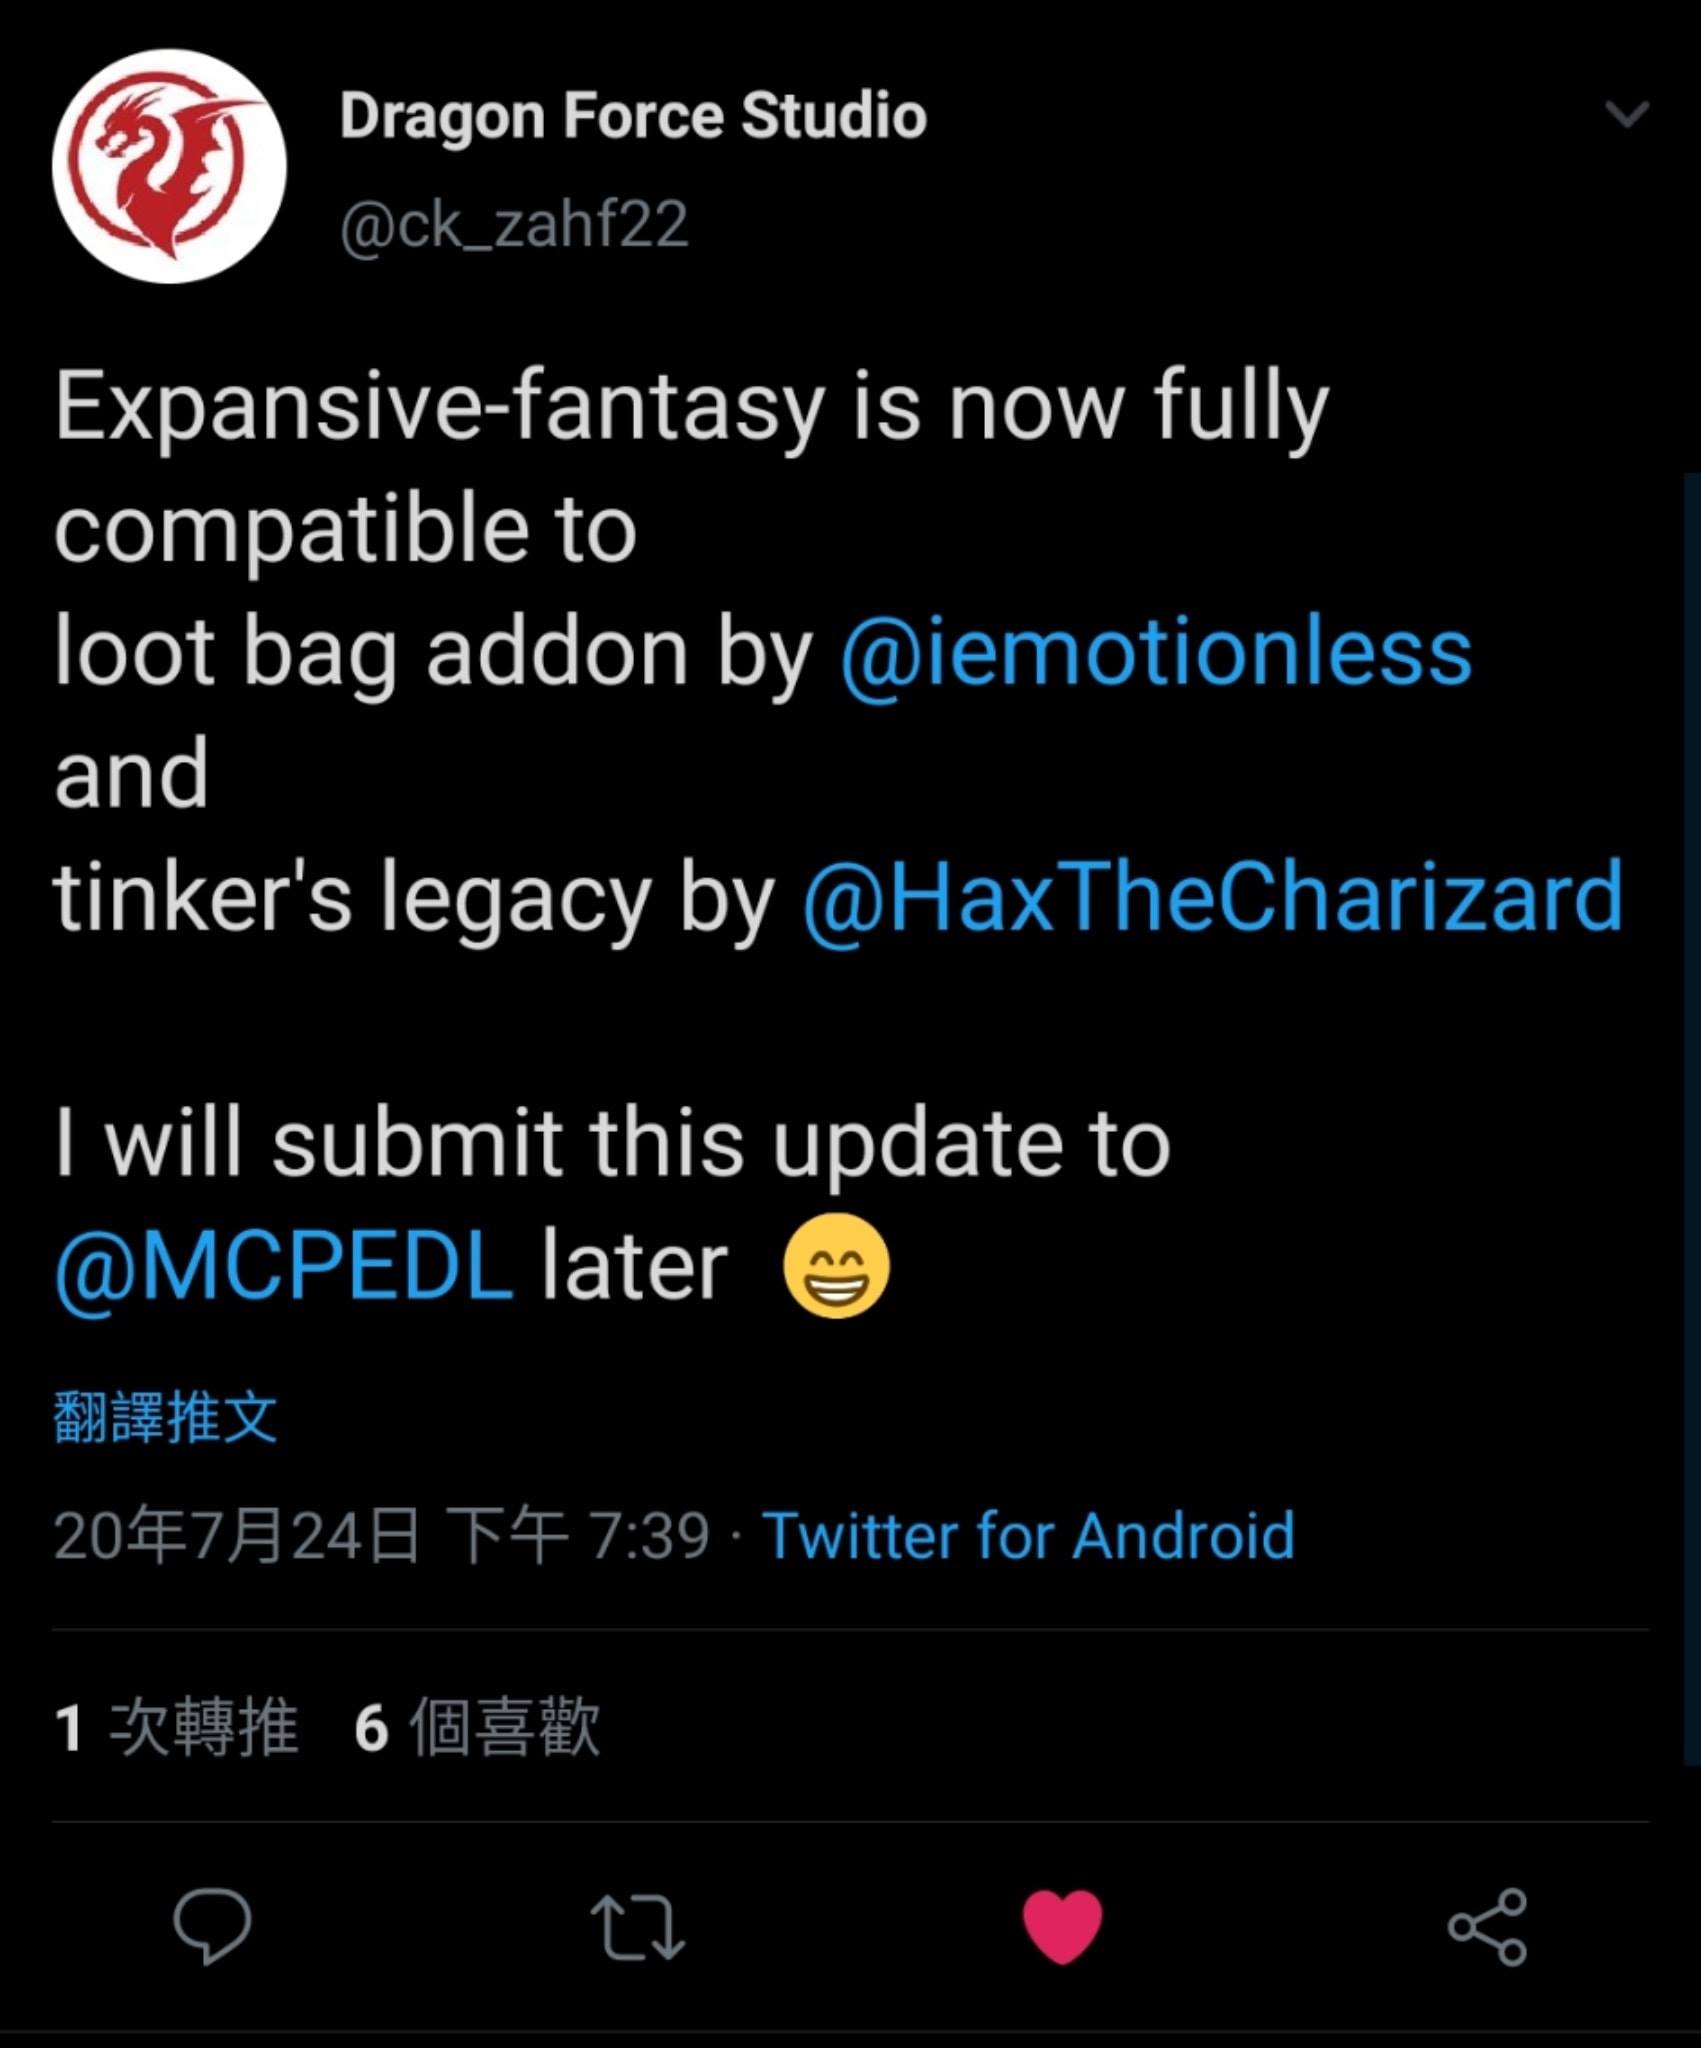 Dragon Force Studio
@ck_zahf22
Expansive-fantasy is now fully
compatible to
loot bag addon by @iemotionless
and
tinker's legacy by @HaxTheCharizard
I will submit this update to
@MCPEDL later 😁
翻譯推文
20年7月24日 下午 7:39 · Twitter for Android
1 次轉推 6 個喜歡